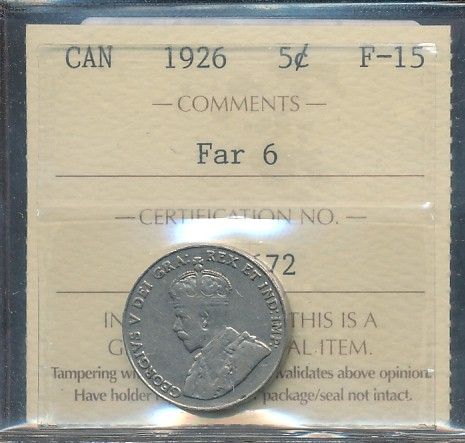 CAN 1926 5¢ F-15
— COMMENTS —
Far 6
— CERTIFICATION NO. —
672
GEORGIVS V DEI GRA: REX ET IND: IMP:
THIS IS A
ITEM.
Tampering validates above opinion.
Have holder package/seal not intact.